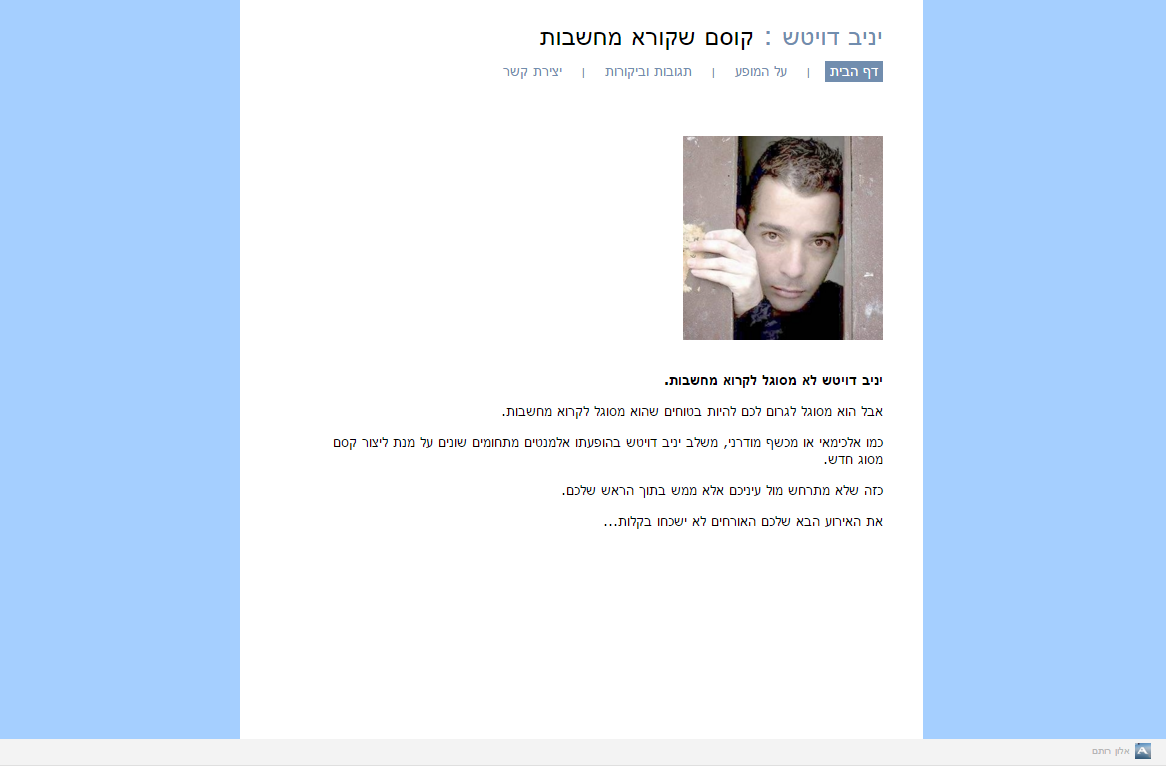 יניב דויטש : קוסם שקורא מחשבות
דף הבית | על המופע | תגובות וביקורות | יצירת קשר
יניב דויטש לא מסוגל לקרוא מחשבות.
אבל הוא מסוגל לגרום לכם להיות בטוחים שהוא מסוגל לקרוא מחשבות.
כמו אלכימאי או מכשף מודרני, משלב יניב דויטש בהופעתו אלמנטים מתחומים שונים על מנת ליצור קסם
מסוג חדש.
כזה שלא מתרחש מול עיניכם אלא ממש בתוך הראש שלכם.
את האירוע הבא שלכם האורחים לא ישכחו בקלות...
A אלון רותם